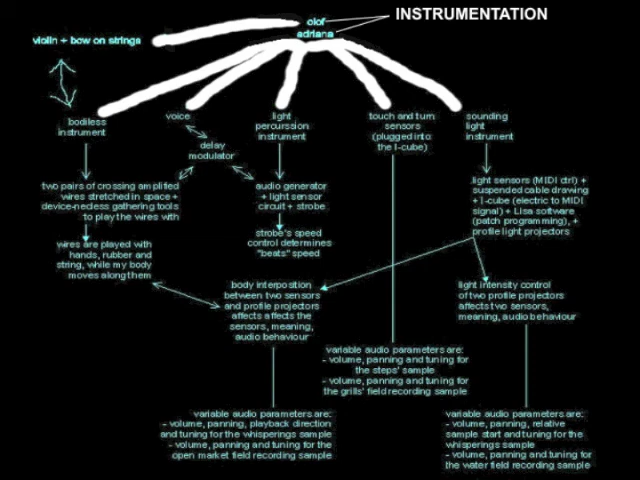 INSTRUMENTATION
olof
adriana
violin + bow on strings
bodiless
instrument
voice
light
percurssion
instrument
touch and turn
sensors
(plugged into
the I-cube)
sounding
light
instrument
delay
modulator
two pairs of crossing amplified
wires stretched in space +
device-necless gathering tools
to play the wires with
audio generator
+ light sensor
circuit + strobe
light sensors (MIDI ctrl) +
suspended cable drawing
+ I-cube (electric to MIDI
signal) + Lisa software
(patch programming), +
profile light projectors
strobe's speed
control determines
"beats" speed
wires are played with
hands, rubber and
string, while my body
moves along them
body interposition
between two sensors
and profile projectors
affects affects the
sensors, meaning,
audio behaviour
light intensity control
of two profile projectors
affects two sensors,
meaning, audio behaviour
variable audio parameters are:
- volume, panning and tuning for
the steps' sample
- volume, panning and tuning for
the grills' field recording sample
variable audio parameters are:
- volume, panning, playback direction
and tuning for the whisperings sample
- volume, panning and tuning for the
open market field recording sample
variable audio parameters are:
- volume, panning, relative
sample start and tuning for the
whisperings sample
- volume, panning and tuning for
the water field recording sample